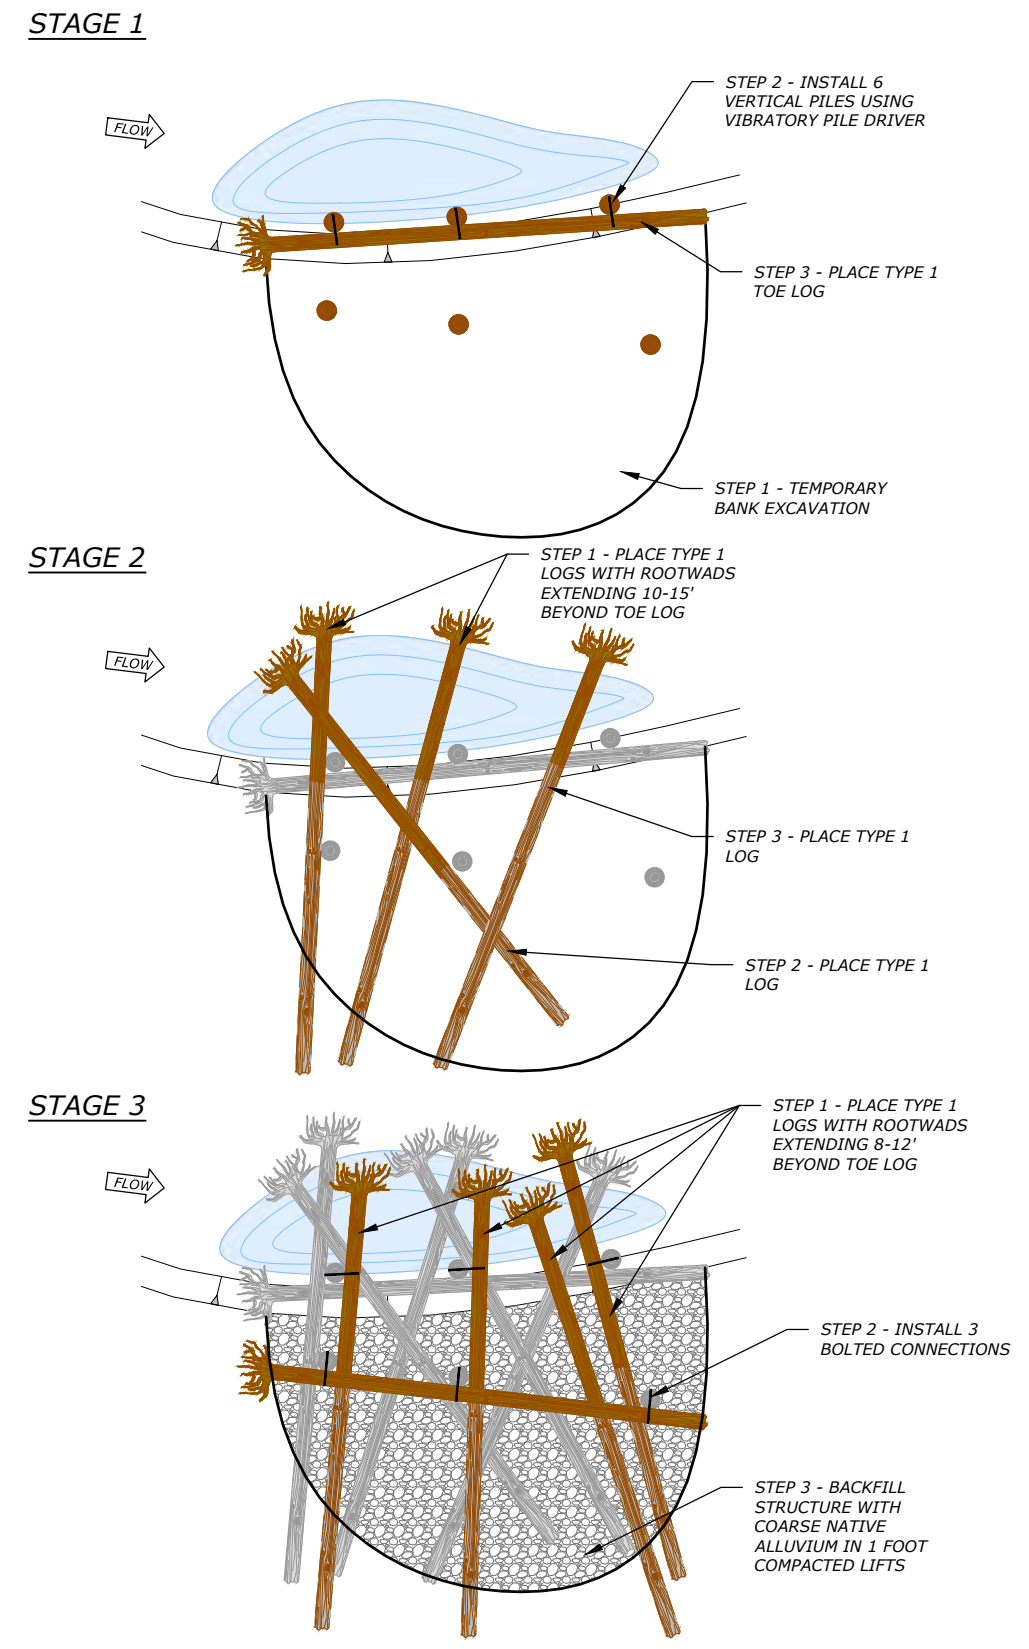 STAGE 1
STEP 2 - INSTALL 6
VERTICAL PILES USING
VIBRATORY PILE DRIVER
FLOW
STEP 3 - PLACE TYPE 1
TOE LOG
STEP 1 - TEMPORARY
BANK EXCAVATION
STAGE 2
STEP 1 - PLACE TYPE 1
LOGS WITH ROOTWADS
EXTENDING 10-15'
BEYOND TOE LOG
FLOW
STEP 3 - PLACE TYPE 1
LOG
STEP 2 - PLACE TYPE 1
LOG
STAGE 3
STEP 1 - PLACE TYPE 1
LOGS WITH ROOTWADS
EXTENDING 8-12'
BEYOND TOE LOG
FLOW
STEP 2 - INSTALL 3
BOLTED CONNECTIONS
STEP 3 - BACKFILL
STRUCTURE WITH
COARSE NATIVE
ALLUVIUM IN 1 FOOT
COMPACTED LIFTS